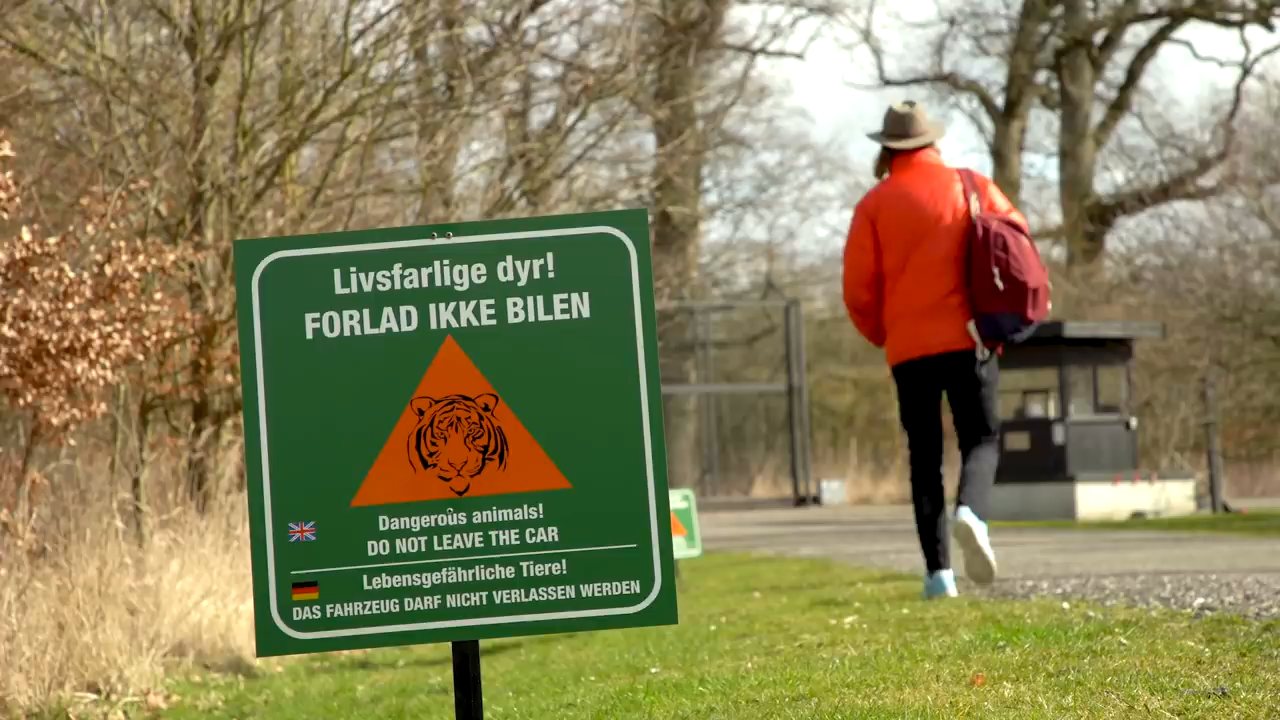 Livsfarlige dyr!
FORLAD IKKE BILEN
Dangerous animals!
DO NOT LEAVE THE CAR
Lebensgefährliche Tiere!
DAS FAHRZEUG DARF NICHT VERLASSEN WERDEN